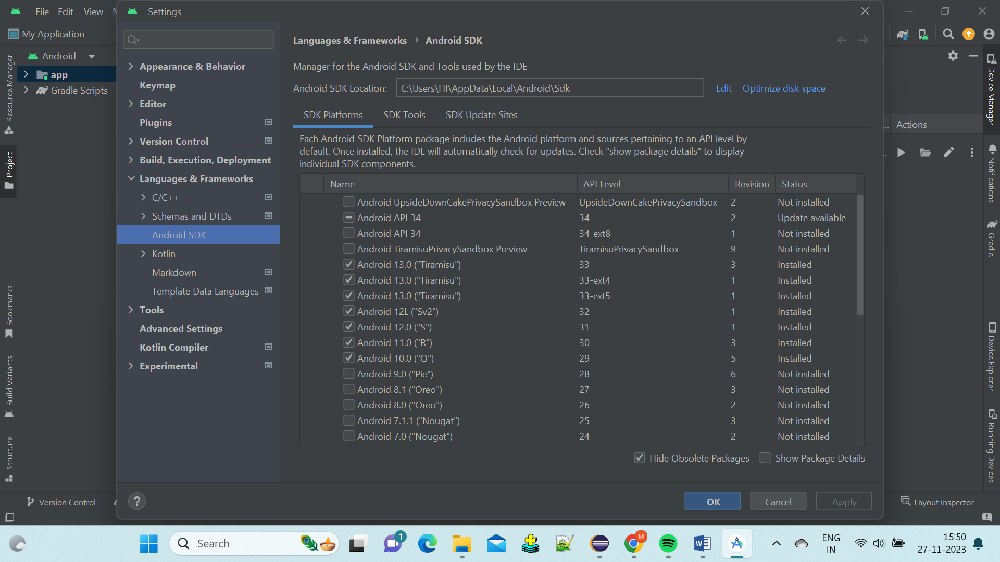 File Edit View
Settings
My Application
Android
app
Gradle Scripts
Resource Manager
Project
Bookmarks
Build Variants
Structure
Appearance & Behavior
Keymap
Editor
Plugins
Version Control
Build, Execution, Deployment
Languages & Frameworks
C/C++
Schemas and DTDs
Android SDK
Kotlin
Markdown
Template Data Languages
Tools
Advanced Settings
Kotlin Compiler
Experimental
Languages & Frameworks › Android SDK
Manager for the Android SDK and Tools used by the IDE
Android SDK Location: C:\Users\HI\AppData\Local\Android\Sdk Edit Optimize disk space
SDK Platforms SDK Tools SDK Update Sites
Each Android SDK Platform package includes the Android platform and sources pertaining to an API level by
default. Once installed, the IDE will automatically check for updates. Check "show package details" to display
individual SDK components.
Name API Level Revision Status
Android UpsideDownCakePrivacySandbox Preview UpsideDownCakePrivacySandbox 2 Not installed
Android API 34 34 2 Update available
Android API 34 34-ext8 1 Not installed
Android TiramisuPrivacySandbox Preview TiramisuPrivacySandbox 9 Not installed
Android 13.0 ("Tiramisu") 33 3 Installed
Android 13.0 ("Tiramisu") 33-ext4 1 Installed
Android 13.0 ("Tiramisu") 33-ext5 1 Installed
Android 12L ("Sv2") 32 1 Installed
Android 12.0 ("S") 31 1 Installed
Android 11.0 ("R") 30 3 Installed
Android 10.0 ("Q") 29 5 Installed
Android 9.0 ("Pie") 28 6 Not installed
Android 8.1 ("Oreo") 27 3 Not installed
Android 8.0 ("Oreo") 26 2 Not installed
Android 7.1.1 ("Nougat") 25 3 Not installed
Android 7.0 ("Nougat") 24 2 Not installed
Hide Obsolete Packages Show Package Details
? OK Cancel Apply
... Actions
Device Manager
Notifications
Gradle
Device Explorer
Running Devices
Version Control
Layout Inspector
Search
1
M
ENG
IN
15:50
27-11-2023